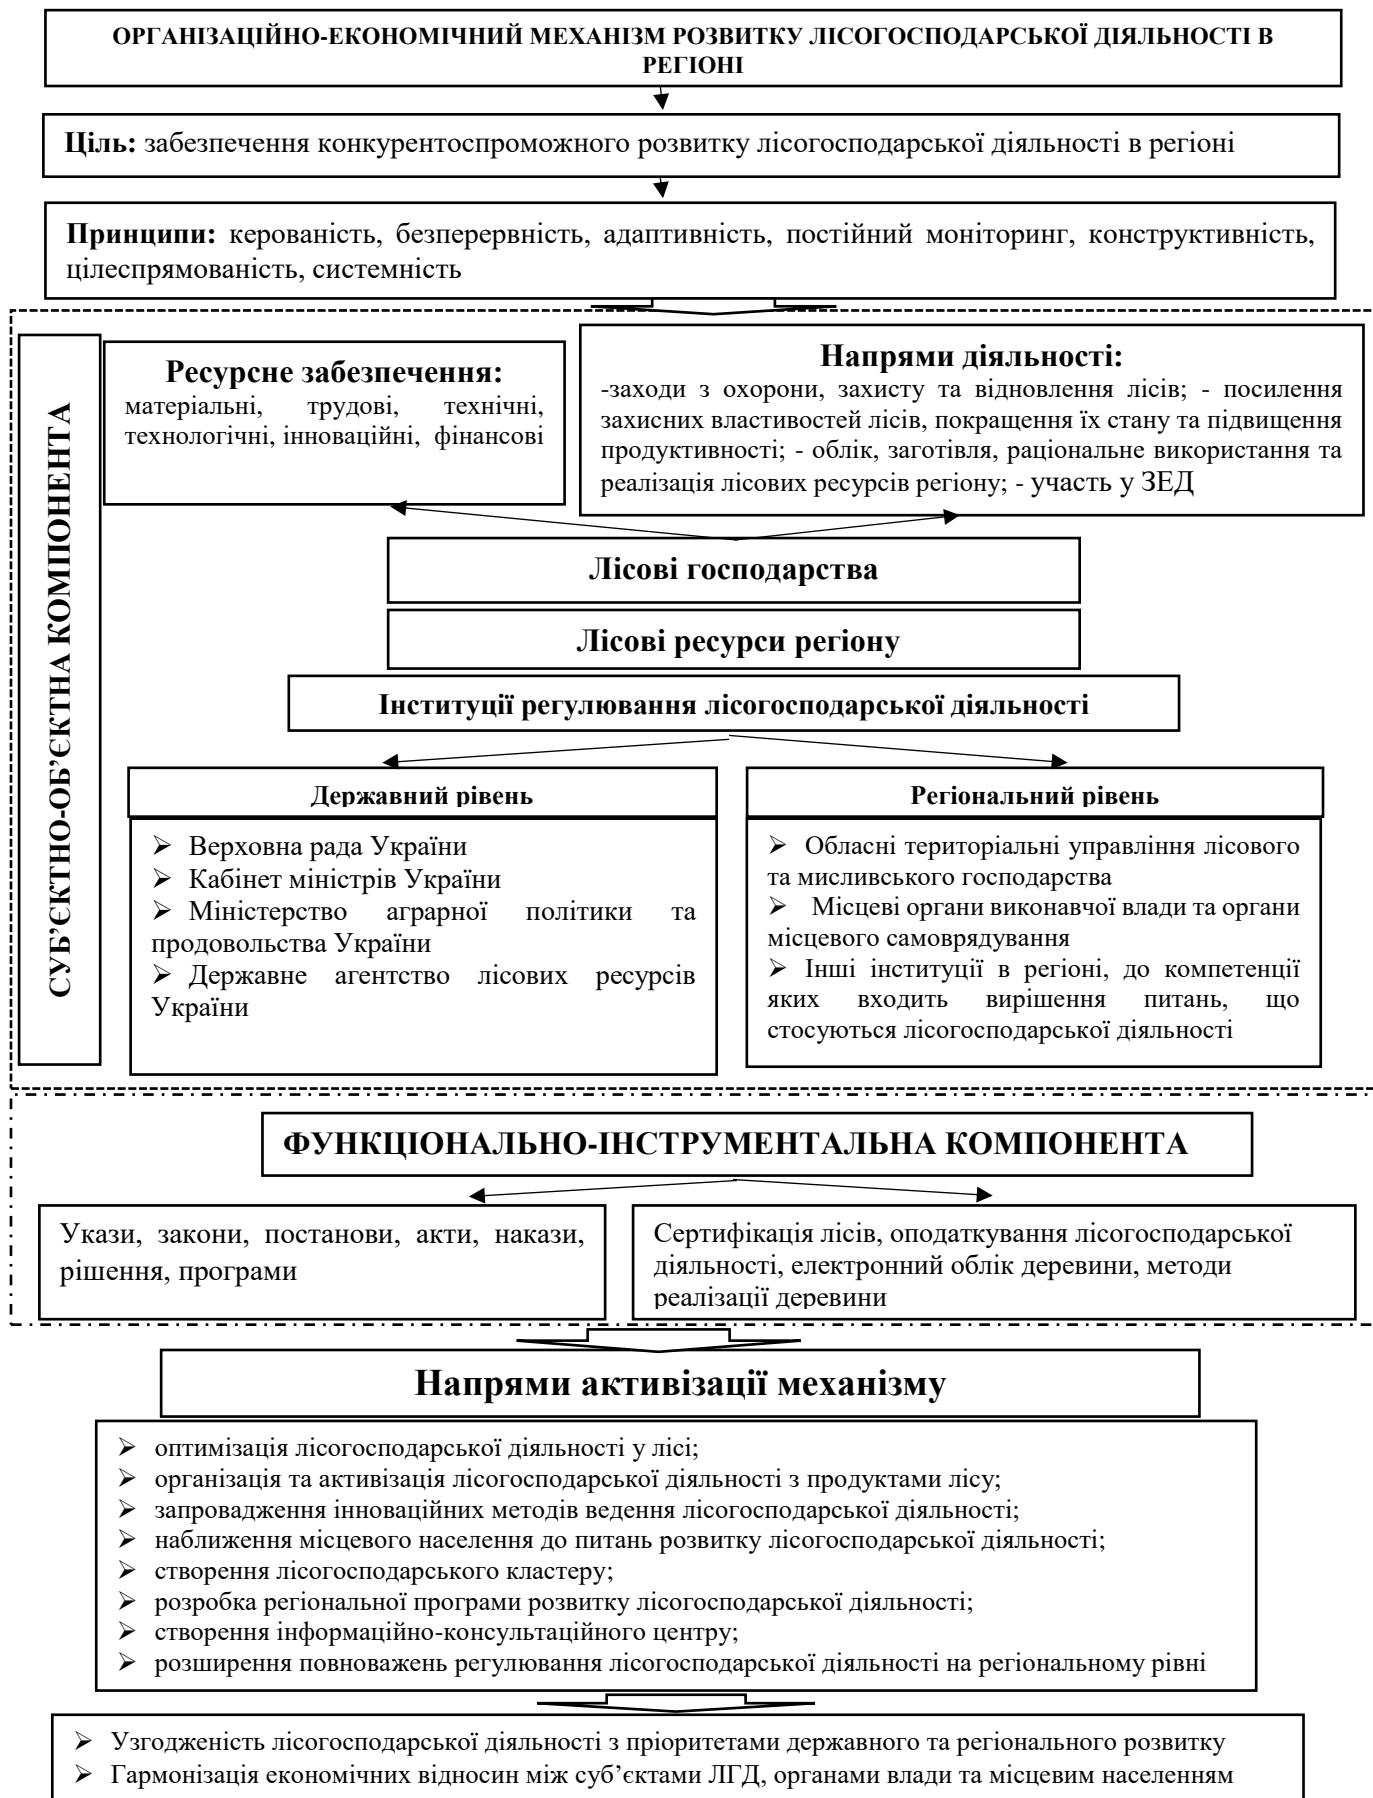 ОРГАНІЗАЦІЙНО-ЕКОНОМІЧНИЙ МЕХАНІЗМ РОЗВИТКУ ЛІСОГОСПОДАРСЬКОЇ ДІЯЛЬНОСТІ В
РЕГІОНІ
Ціль: забезпечення конкурентоспроможного розвитку лісогосподарської діяльності в регіоні
Принципи: керованість, безперервність, адаптивність, постійний моніторинг, конструктивність,
цілеспрямованість, системність
СУБ’ЄКТНО-ОБ’ЄКТНА КОМПОНЕНТА
Ресурсне забезпечення:
матеріальні, трудові, технічні,
технологічні, інноваційні, фінансові
Напрями діяльності:
-заходи з охорони, захисту та відновлення лісів; - посилення
захисних властивостей лісів, покращення їх стану та підвищення
продуктивності; - облік, заготівля, раціональне використання та
реалізація лісових ресурсів регіону; - участь у ЗЕД
Лісові господарства
Лісові ресурси регіону
Інституції регулювання лісогосподарської діяльності
Державний рівень
➢ Верховна рада України
➢ Кабінет міністрів України
➢ Міністерство аграрної політики та
продовольства України
➢ Державне агентство лісових ресурсів
України
Регіональний рівень
➢ Обласні територіальні управління лісового
та мисливського господарства
➢ Місцеві органи виконавчої влади та органи
місцевого самоврядування
➢ Інші інституції в регіоні, до компетенції
яких входить вирішення питань, що
стосуються лісогосподарської діяльності
ФУНКЦІОНАЛЬНО-ІНСТРУМЕНТАЛЬНА КОМПОНЕНТА
Укази, закони, постанови, акти, накази,
рішення, програми
Сертифікація лісів, оподаткування лісогосподарської
діяльності, електронний облік деревини, методи
реалізації деревини
Напрями активізації механізму
➢ оптимізація лісогосподарської діяльності у лісі;
➢ організація та активізація лісогосподарської діяльності з продуктами лісу;
➢ запровадження інноваційних методів ведення лісогосподарської діяльності;
➢ наближення місцевого населення до питань розвитку лісогосподарської діяльності;
➢ створення лісогосподарського кластеру;
➢ розробка регіональної програми розвитку лісогосподарської діяльності;
➢ створення інформаційно-консультаційного центру;
➢ розширення повноважень регулювання лісогосподарської діяльності на регіональному рівні
➢ Узгодженість лісогосподарської діяльності з пріоритетами державного та регіонального розвитку
➢ Гармонізація економічних відносин між суб’єктами ЛГД, органами влади та місцевим населенням